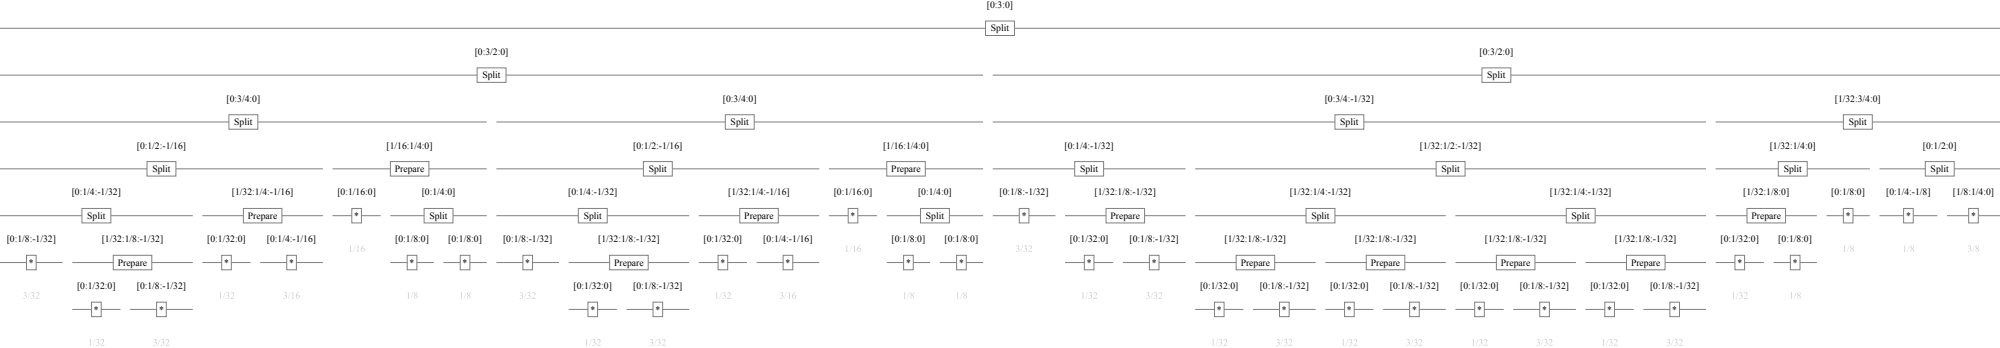 [0:3:0]
Split
[0:3/2:0] [0:3/2:0]
Split Split
[0:3/4:0] [0:3/4:0] [0:3/4:-1/32] [1/32:3/4:0]
Split Split Split Split
[0:1/2:-1/16] [1/16:1/4:0] [0:1/2:-1/16] [1/16:1/4:0] [0:1/4:-1/32] [1/32:1/2:-1/32] [1/32:1/4:0] [0:1/2:0]
Split Prepare Split Prepare Split Split Split Split
[0:1/4:-1/32] [1/32:1/4:-1/16] [0:1/16:0] [0:1/4:0] [0:1/4:-1/32] [1/32:1/4:-1/16] [0:1/16:0] [0:1/4:0] [0:1/8:-1/32] [1/32:1/8:-1/32] [1/32:1/4:-1/32] [1/32:1/4:-1/32] [1/32:1/8:0] [0:1/8:0] [0:1/4:-1/8] [1/8:1/4:0]
Split Prepare * Split Split Prepare * Split * Prepare Split Split Prepare * * *
[0:1/8:-1/32] [1/32:1/8:-1/32] [0:1/32:0] [0:1/4:-1/16] 1/16 [0:1/8:0] [0:1/8:0] [0:1/8:-1/32] [1/32:1/8:-1/32] [0:1/32:0] [0:1/4:-1/16] 1/16 [0:1/8:0] [0:1/8:0] 3/32 [0:1/32:0] [0:1/8:-1/32] [1/32:1/8:-1/32] [1/32:1/8:-1/32] [1/32:1/8:-1/32] [1/32:1/8:-1/32] [0:1/32:0] [0:1/8:0] 1/8 1/8 3/8
* Prepare * * * * * Prepare * * * * * * Prepare Prepare Prepare Prepare * *
3/32 [0:1/32:0] [0:1/8:-1/32] 1/32 3/16 1/8 1/8 3/32 [0:1/32:0] [0:1/8:-1/32] 1/32 3/16 1/8 1/8 1/32 3/32 [0:1/32:0] [0:1/8:-1/32] [0:1/32:0] [0:1/8:-1/32] [0:1/32:0] [0:1/8:-1/32] [0:1/32:0] [0:1/8:-1/32] 1/32 1/8
* * * * * * * * * * * *
1/32 3/32 1/32 3/32 1/32 3/32 1/32 3/32 1/32 3/32 1/32 3/32